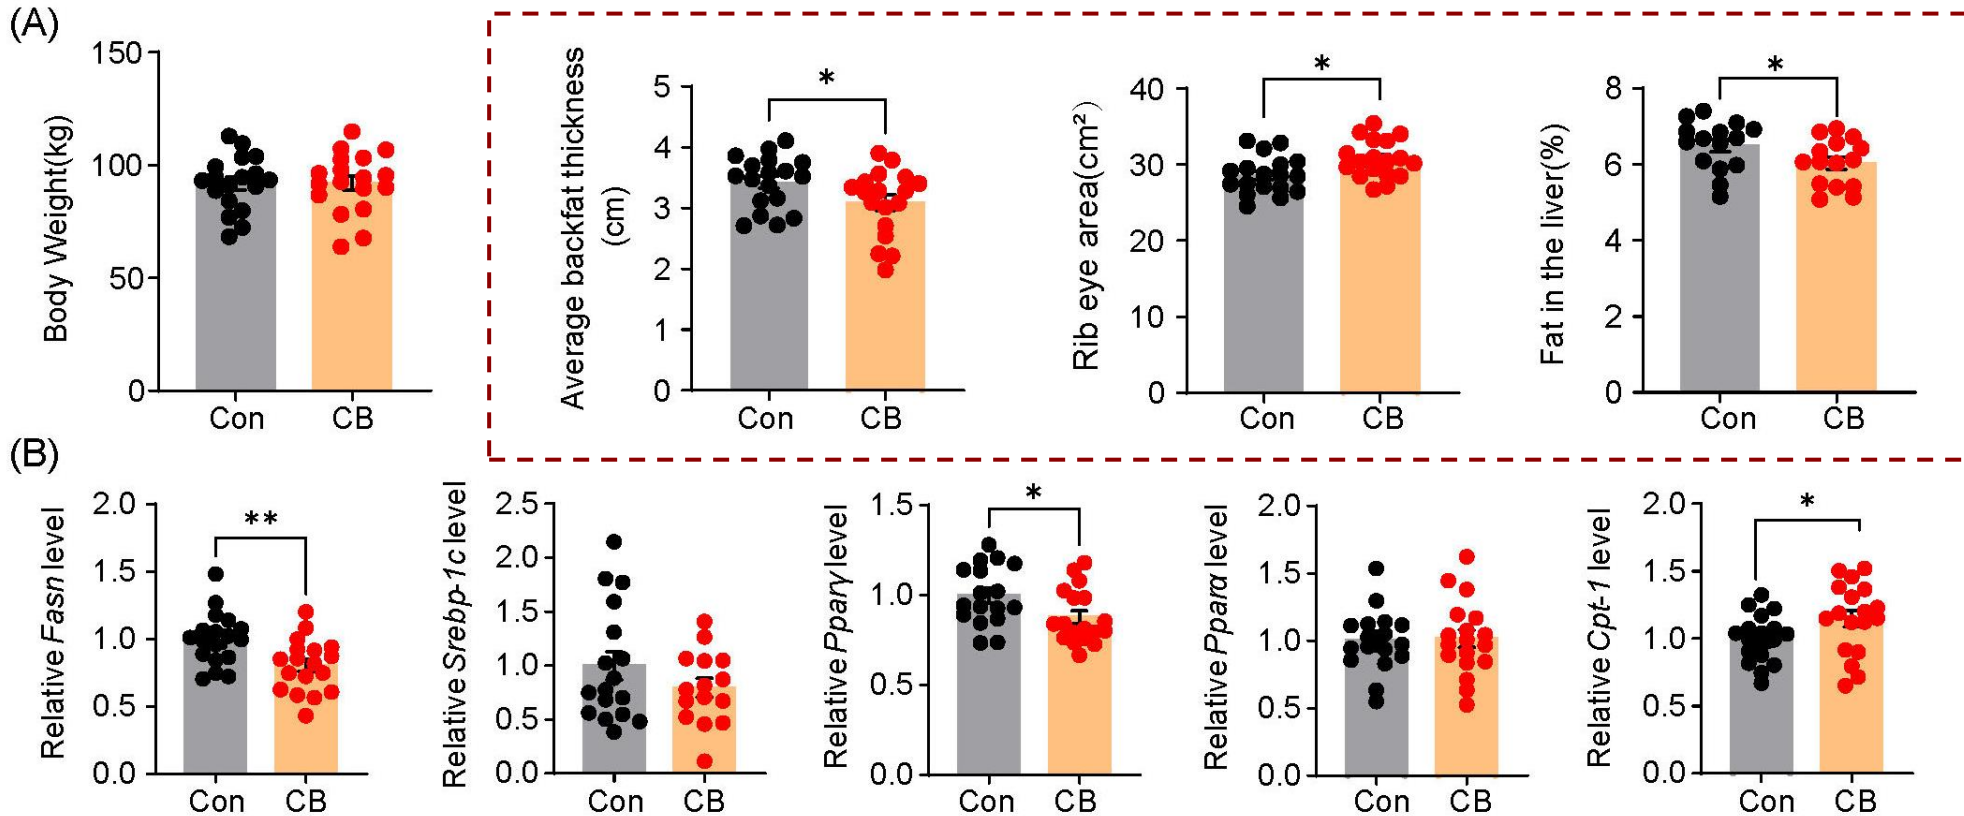 (A)
Body Weight(kg)
150
100
50
0
Con CB
Average backfat thickness
(cm)
5
4
3
2
1
0
*
Con CB
Rib eye area(cm²)
40
30
20
10
0
*
Con CB
Fat in the liver(%)
8
6
4
2
0
*
Con CB
(B)
Relative Fasn level
2.0
1.5
1.0
0.5
0.0
**
Con CB
Relative Srebp-1c level
2.5
2.0
1.5
1.0
0.5
0.0
Con CB
Relative Pparγ level
1.5
1.0
0.5
0.0
*
Con CB
Relative Pparα level
2.0
1.5
1.0
0.5
0.0
Con CB
Relative Cpt-1 level
2.0
1.5
1.0
0.5
0.0
*
Con CB